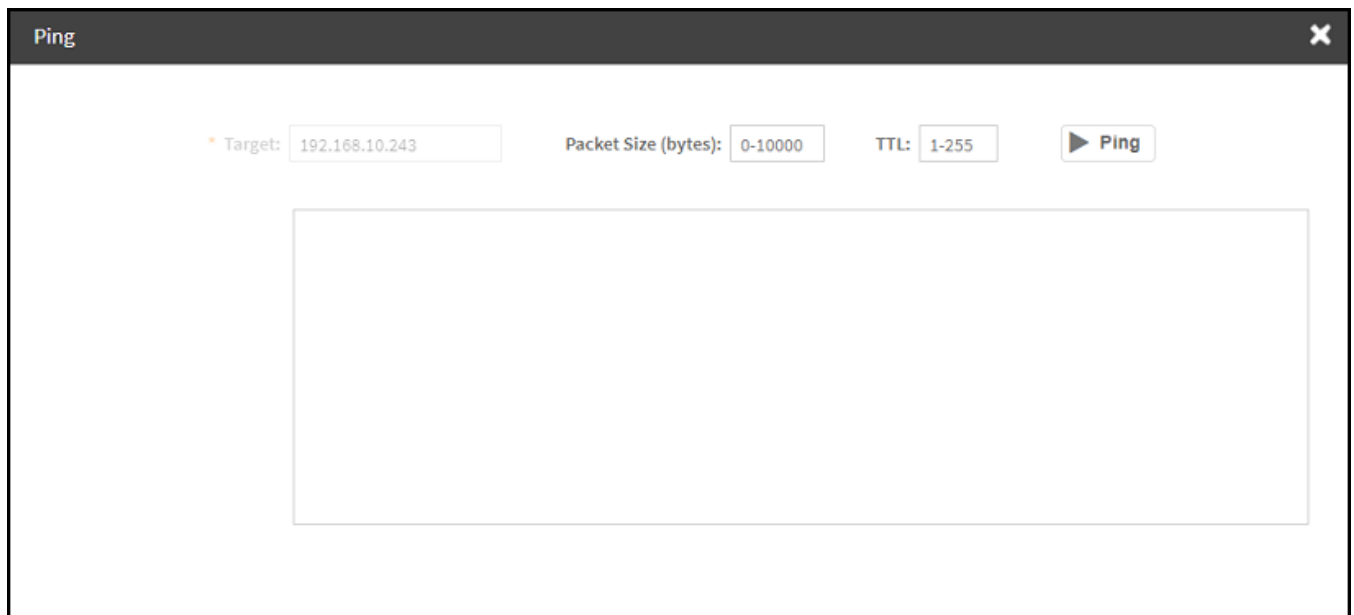 Ping
* Target: 192.168.10.243 Packet Size (bytes): 0-10000 TTL: 1-255 Ping